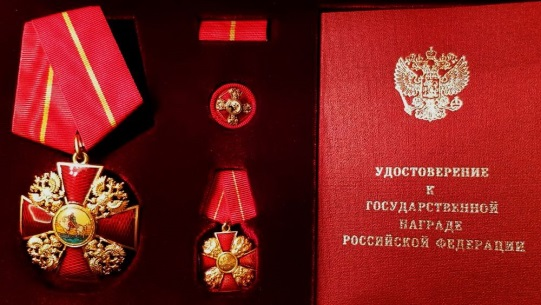 УДОСТОВЕРЕНИЕ
К
ГОСУДАРСТВЕННОЙ
НАГРАДЕ
РОССИЙСКОЙ ФЕДЕРАЦИИ